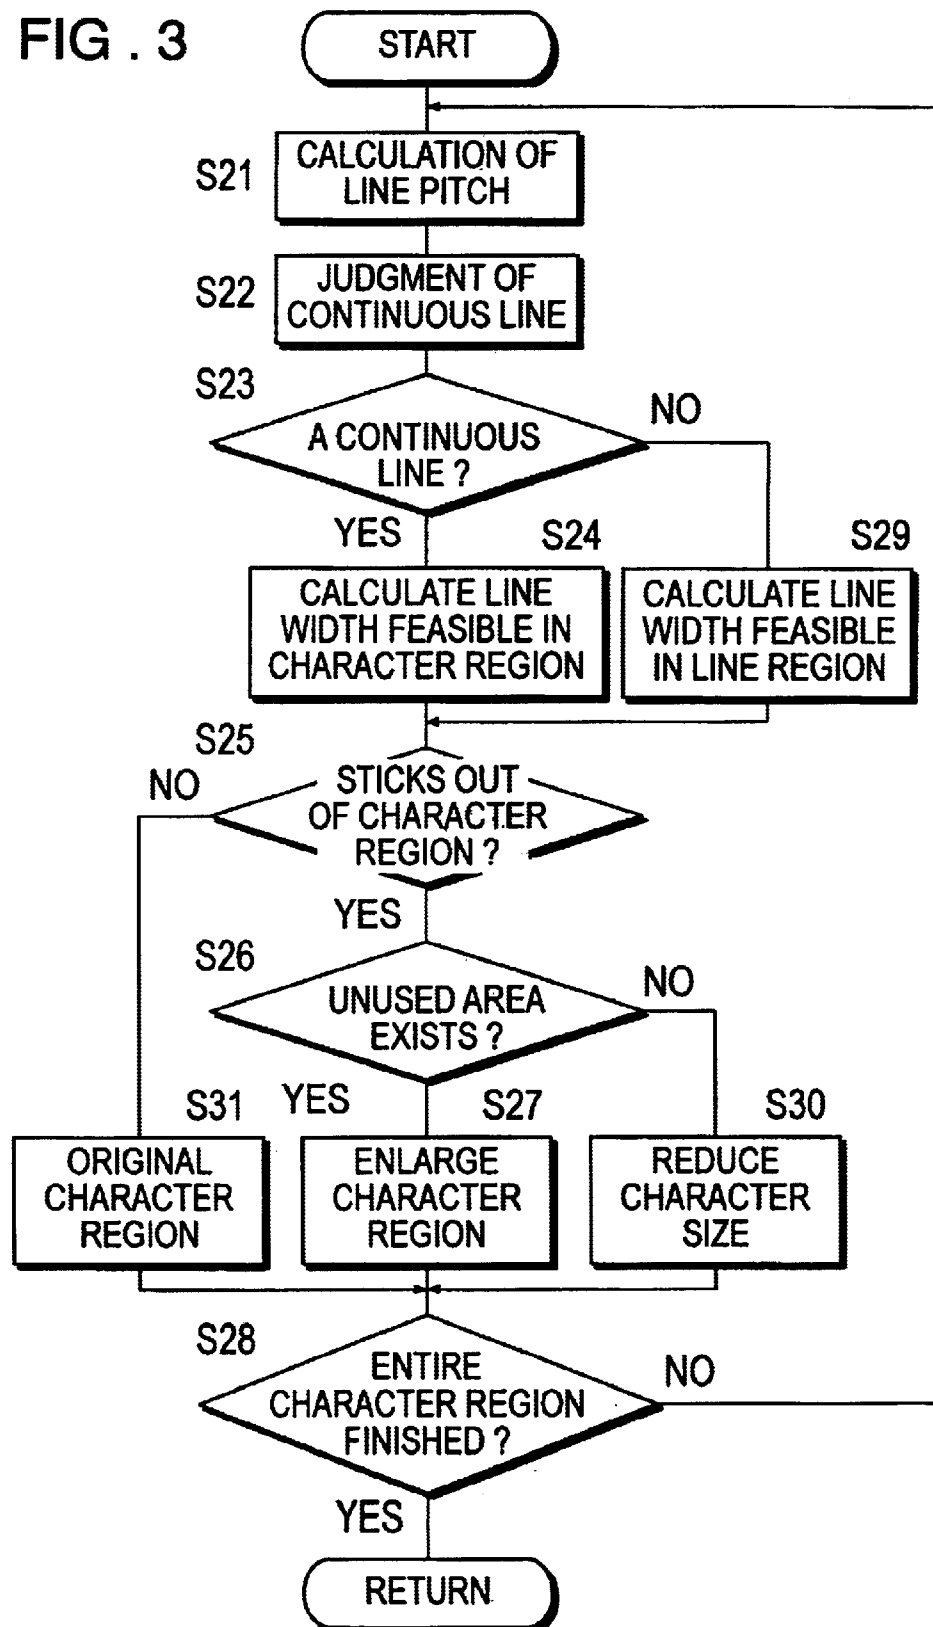 FIG . 3
START
S21
CALCULATION OF
LINE PITCH
S22
JUDGMENT OF
CONTINUOUS LINE
S23
A CONTINUOUS
LINE ?
NO
YES
S24
CALCULATE LINE
WIDTH FEASIBLE IN
CHARACTER REGION
S29
CALCULATE LINE
WIDTH FEASIBLE
IN LINE REGION
S25
NO
STICKS OUT
OF CHARACTER
REGION ?
YES
S26
UNUSED AREA
EXISTS ?
NO
S31
YES
S27
S30
ORIGINAL
CHARACTER
REGION
ENLARGE
CHARACTER
REGION
REDUCE
CHARACTER
SIZE
S28
ENTIRE
CHARACTER REGION
FINISHED ?
NO
YES
RETURN